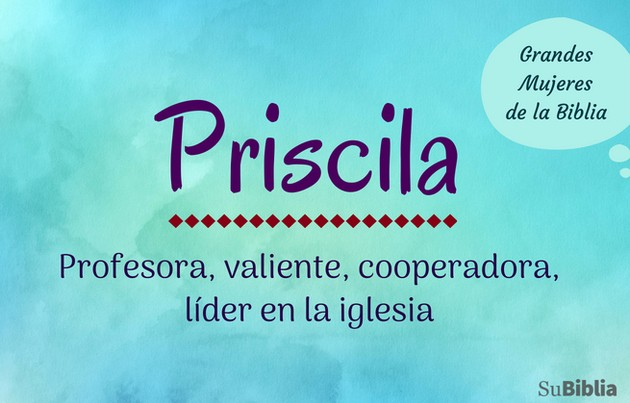 Grandes
Mujeres
de la Biblia
Priscila
Profesora, valiente, cooperadora,
líder en la iglesia
SuBiblia